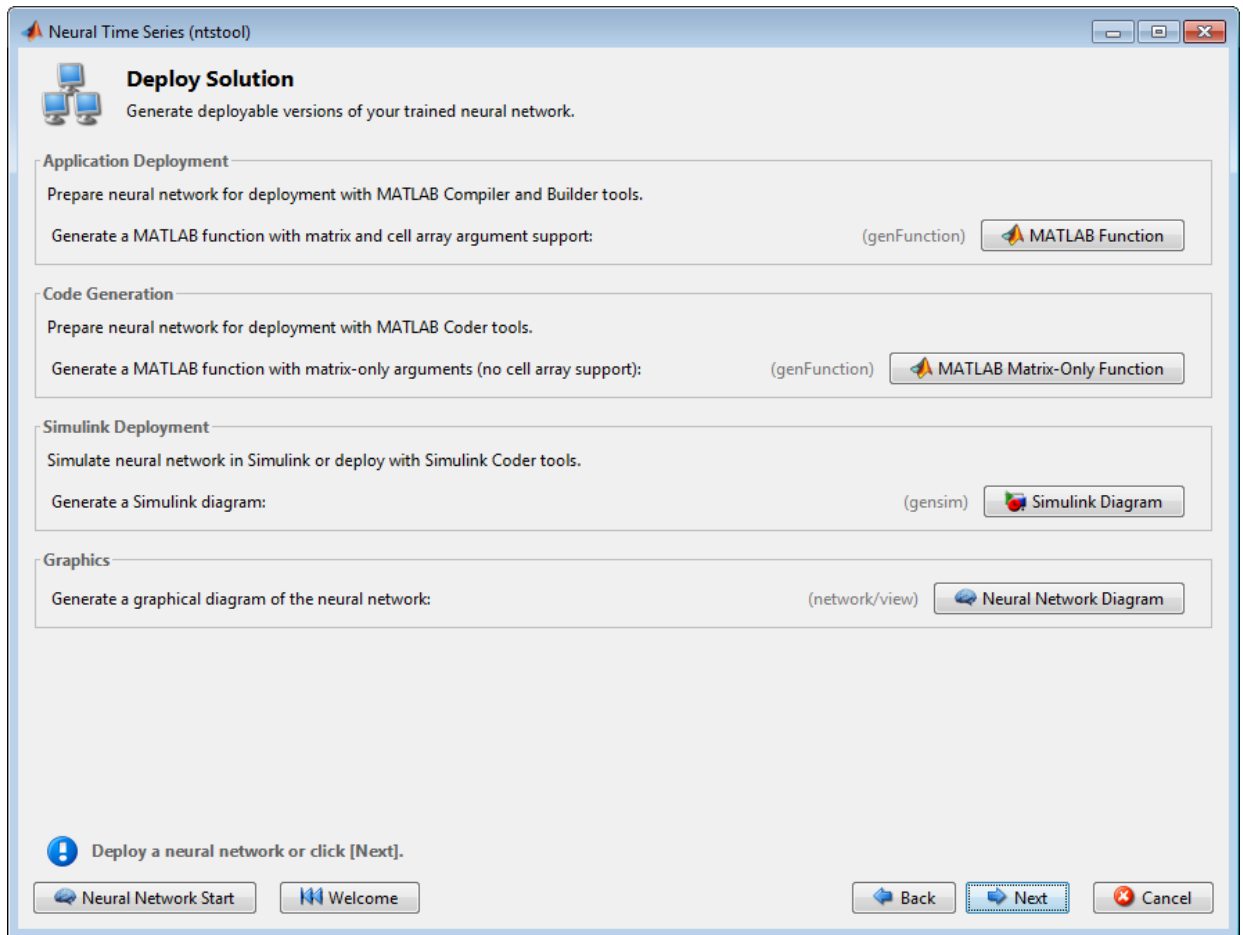 Neural Time Series (ntstool)
Deploy Solution
Generate deployable versions of your trained neural network.
Application Deployment
Prepare neural network for deployment with MATLAB Compiler and Builder tools.
Generate a MATLAB function with matrix and cell array argument support: (genFunction) MATLAB Function
Code Generation
Prepare neural network for deployment with MATLAB Coder tools.
Generate a MATLAB function with matrix-only arguments (no cell array support): (genFunction) MATLAB Matrix-Only Function
Simulink Deployment
Simulate neural network in Simulink or deploy with Simulink Coder tools.
Generate a Simulink diagram: (gensim) Simulink Diagram
Graphics
Generate a graphical diagram of the neural network: (network/view) Neural Network Diagram
Deploy a neural network or click [Next].
Neural Network Start Welcome Back Next Cancel